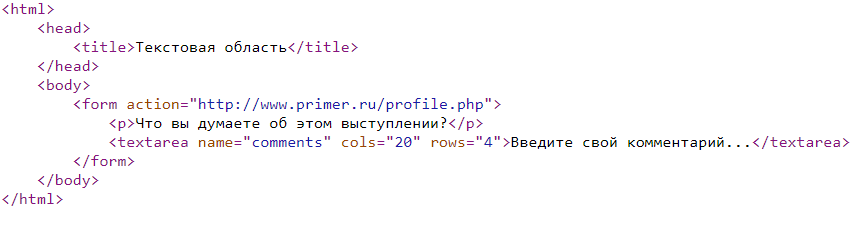 <html>
<head>
<title>Текстовая область</title>
</head>
<body>
<form action="http://www.primer.ru/profile.php">
<p>Что вы думаете об этом выступлении?</p>
<textarea name="comments" cols="20" rows="4">Введите свой комментарий...</textarea>
</form>
</body>
</html>